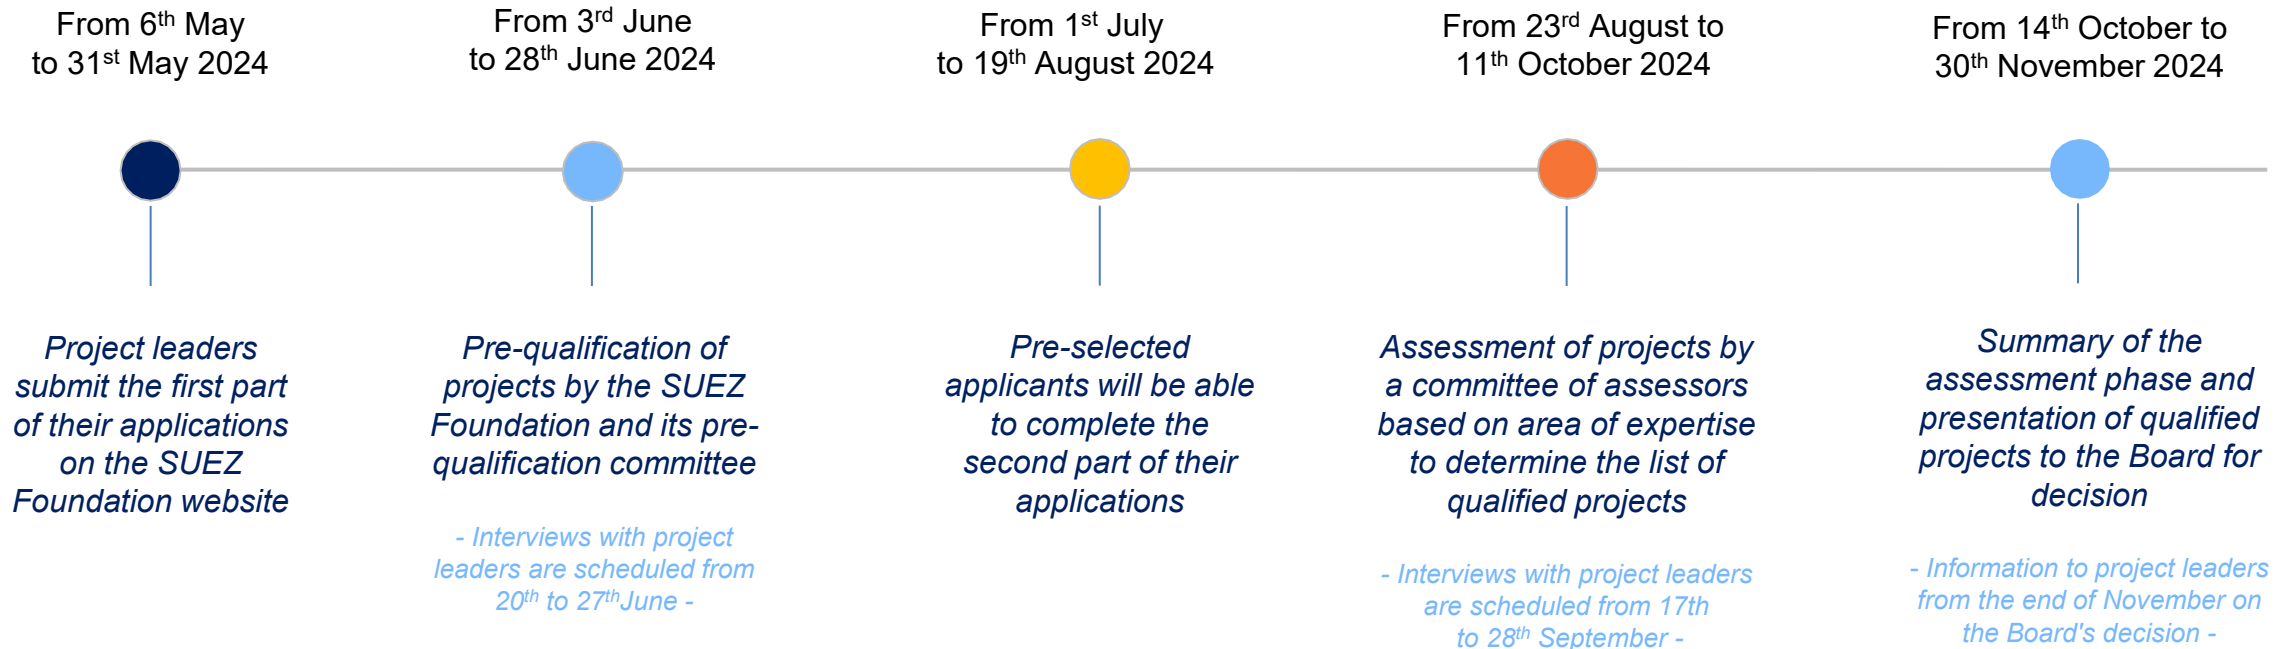 From 6th May
to 31st May 2024
Project leaders
submit the first part
of their applications
on the SUEZ
Foundation website
From 3rd June
to 28th June 2024
Pre-qualification of
projects by the SUEZ
Foundation and its pre-
qualification committee
- Interviews with project
leaders are scheduled from
20th to 27thJune -
From 1st July
to 19th August 2024
Pre-selected
applicants will be able
to complete the
second part of their
applications
From 23rd August to
11th October 2024
Assessment of projects by
a committee of assessors
based on area of expertise
to determine the list of
qualified projects
- Interviews with project leaders
are scheduled from 17th
to 28th September -
From 14th October to
30th November 2024
Summary of the
assessment phase and
presentation of qualified
projects to the Board for
decision
- Information to project leaders
from the end of November on
the Board's decision -